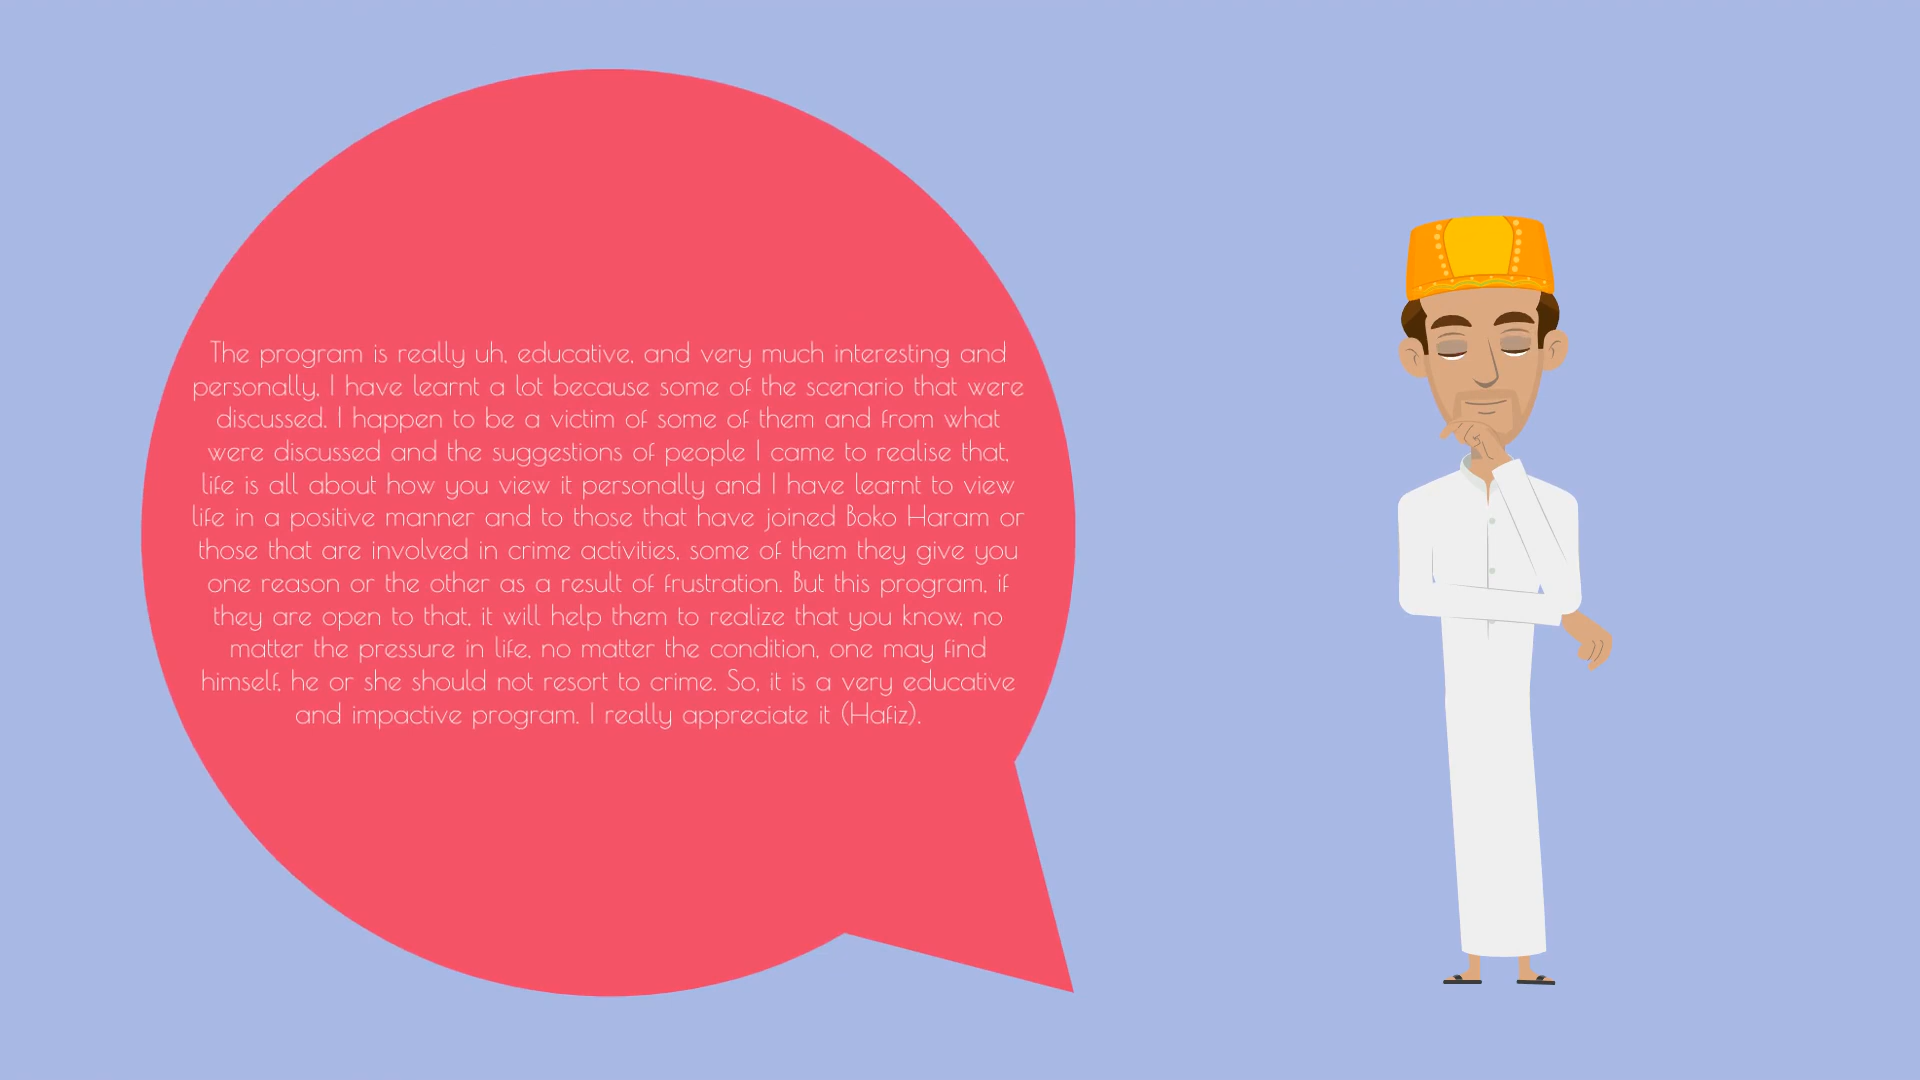 The program is really uh, educative, and very much interesting and
personally, I have learnt a lot because some of the scenario that were
discussed. I happen to be a victim of some of them and from what
were discussed and the suggestions of people I came to realise that,
life is all about how you view it personally and I have learnt to view
life in a positive manner and to those that have joined Boko Haram or
those that are involved in crime activities, some of them they give you
one reason or the other as a result of frustration. But this program, if
they are open to that, it will help them to realize that you know, no
matter the pressure in life, no matter the condition, one may find
himself, he or she should not resort to crime. So, it is a very educative
and impactive program. I really appreciate it (Hafiz).